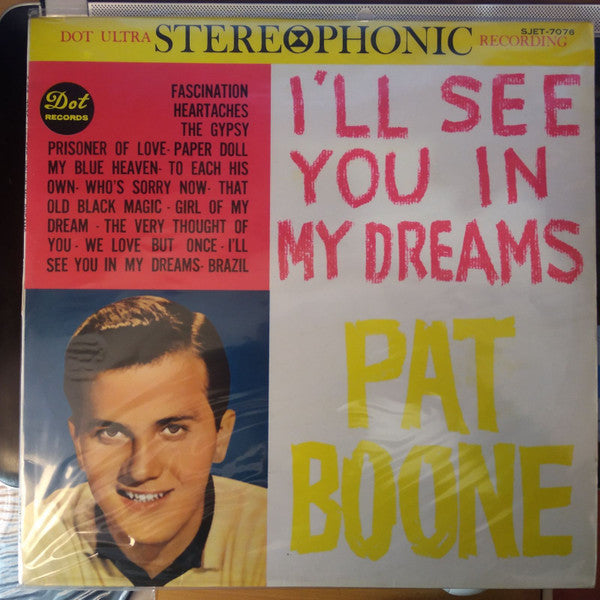 DOT ULTRA STEREOPHONIC RECORDING
SJET-7076
Dot
RECORDS
FASCINATION
HEARTACHES
THE GYPSY
PRISONER OF LOVE· PAPER DOLL
MY BLUE HEAVEN· TO EACH HIS
OWN· WHO'S SORRY NOW· THAT
OLD BLACK MAGIC· GIRL OF MY
DREAM · THE VERY THOUGHT OF
YOU · WE LOVE BUT ONCE · I'LL
SEE YOU IN MY DREAMS· BRAZIL
I'LL SEE
YOU IN
MY DREAMS
PAT
BOONE